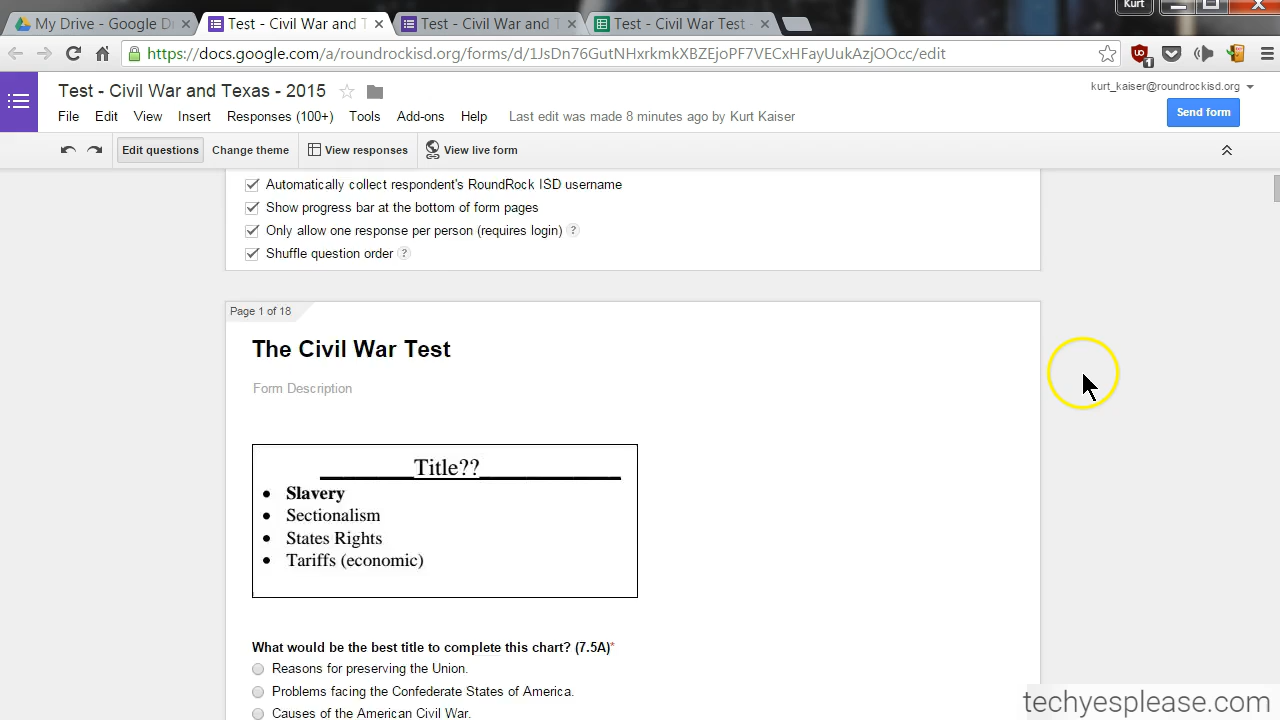 Kurt
My Drive - Google D
Test - Civil War and T
Test - Civil War and T
Test - Civil War Test -
https://docs.google.com/a/roundrockisd.org/forms/d/1JsDn76GutNHxrkmkXBZEjoPF7VECxHFayUukAzjOOcc/edit
Test - Civil War and Texas - 2015
kurt_kaiser@roundrockisd.org
File Edit View Insert Responses (100+) Tools Add-ons Help Last edit was made 8 minutes ago by Kurt Kaiser
Send form
Edit questions Change theme View responses View live form
Automatically collect respondent's RoundRock ISD username
Show progress bar at the bottom of form pages
Only allow one response per person (requires login) ?
Shuffle question order ?
Page 1 of 18
The Civil War Test
Form Description
________Title??____________
• Slavery
• Sectionalism
• States Rights
• Tariffs (economic)
What would be the best title to complete this chart? (7.5A)*
Reasons for preserving the Union.
Problems facing the Confederate States of America.
Causes of the American Civil War.
techyesplease.com